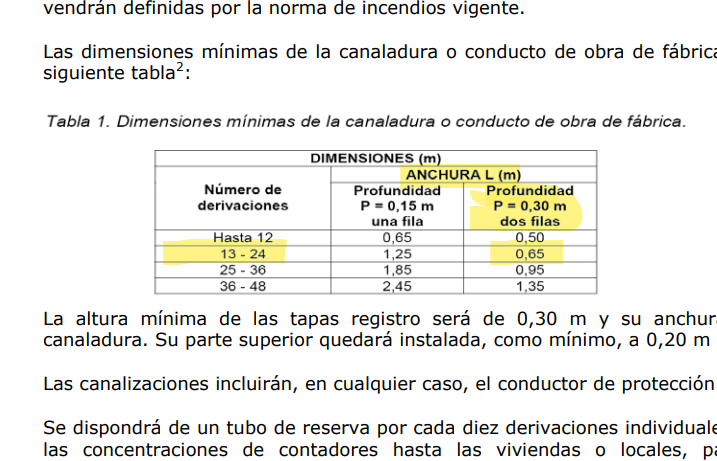 vendrán definidas por la norma de incendios vigente.
Las dimensiones mínimas de la canaladura o conducto de obra de fábrica
siguiente tabla²:
Tabla 1. Dimensiones mínimas de la canaladura o conducto de obra de fábrica.
DIMENSIONES (m)
ANCHURA L (m)
Número de derivaciones
Profundidad P = 0,15 m una fila
Profundidad P = 0,30 m dos filas
Hasta 12 0,65 0,50
13 - 24 1,25 0,65
25 - 36 1,85 0,95
36 - 48 2,45 1,35
La altura mínima de las tapas registro será de 0,30 m y su anchur
canaladura. Su parte superior quedará instalada, como mínimo, a 0,20 m
Las canalizaciones incluirán, en cualquier caso, el conductor de protección
Se dispondrá de un tubo de reserva por cada diez derivaciones individuale
las concentraciones de contadores hasta las viviendas o locales, pa